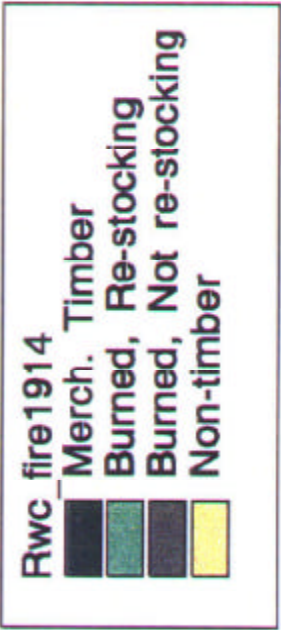 Rwc_fire1914
Merch. Timber
Burned, Re-stocking
Burned, Not re-stocking
Non-timber